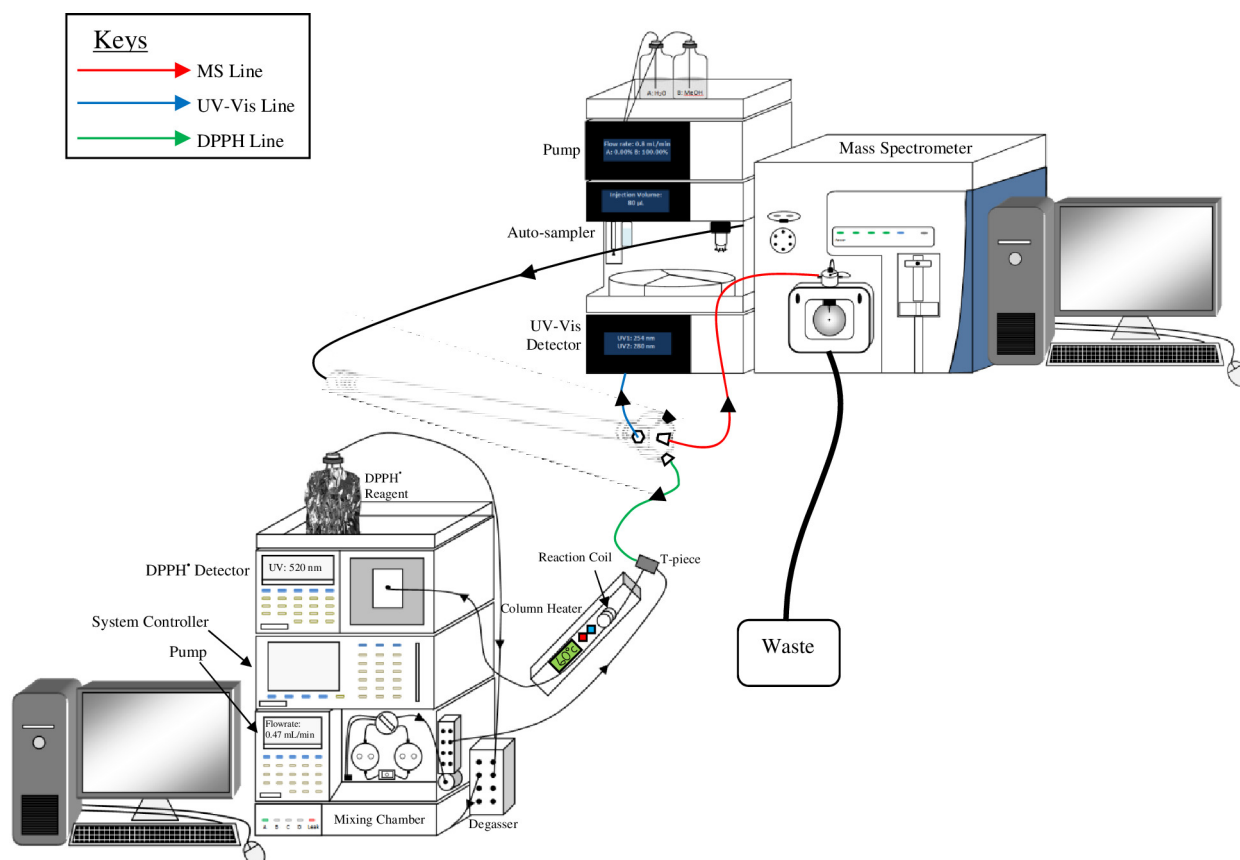 Keys
MS Line
UV-Vis Line
DPPH Line
A: H₂O
B: MeOH
Pump
Flow rate: 0.8 mL/min
A: 0.00% B: 100.00%
Injection Volume:
80 µL
Auto-sampler
Mass Spectrometer
UV-Vis
Detector
UV1: 254 nm
UV2: 280 nm
DPPH•
Reagent
DPPH• Detector
UV: 520 nm
Reaction Coil
T-piece
Column Heater
60°C
System Controller
Pump
Flowrate:
0.47 mL/min
Waste
A B C D
Mixing Chamber
Degasser